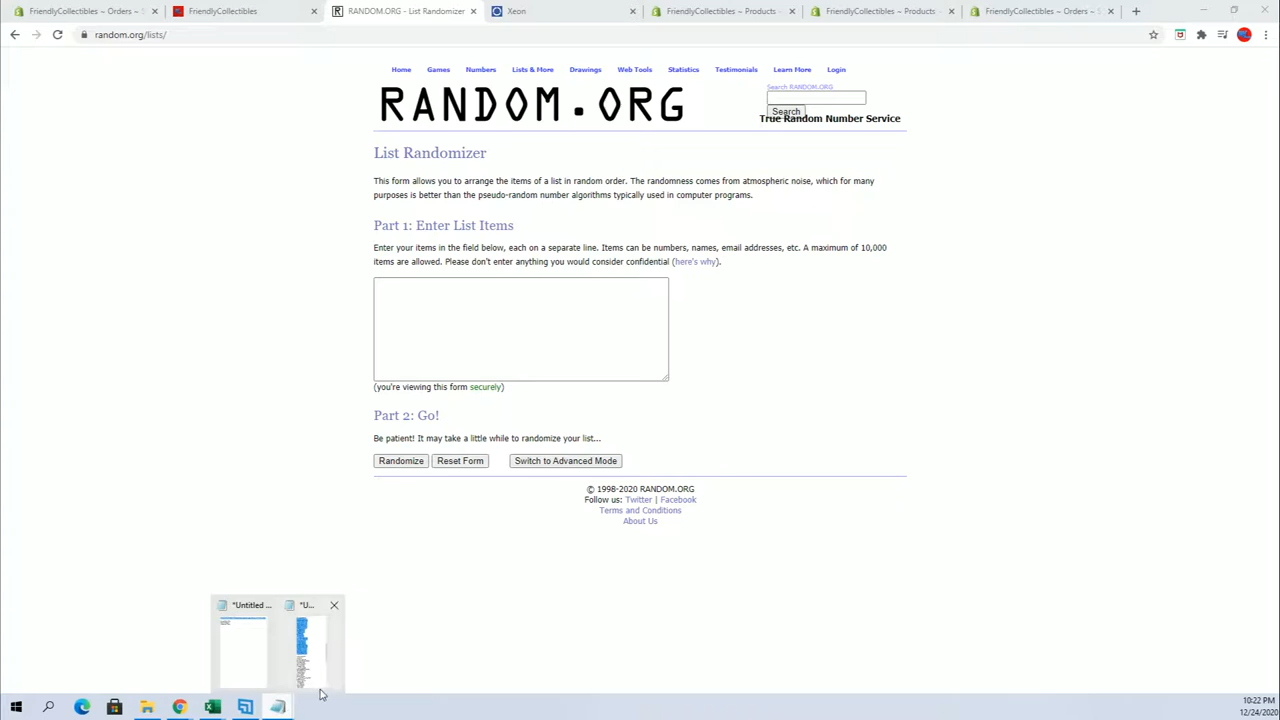 FriendlyCollectibles ~ Orders ~ S
FriendlyCollectibles
RANDOM.ORG - List Randomizer
Xeon
FriendlyCollectibles ~ Products ~
FriendlyCollectibles ~ Products
FriendlyCollectibles ~ Orders ~ S
random.org/lists/
Home Games Numbers Lists & More Drawings Web Tools Statistics Testimonials Learn More Login
RANDOM.ORG
Search RANDOM.ORG
Search
True Random Number Service
List Randomizer
This form allows you to arrange the items of a list in random order. The randomness comes from atmospheric noise, which for many
purposes is better than the pseudo-random number algorithms typically used in computer programs.
Part 1: Enter List Items
Enter your items in the field below, each on a separate line. Items can be numbers, names, email addresses, etc. A maximum of 10,000
items are allowed. Please don't enter anything you would consider confidential (here's why).
(you're viewing this form securely)
Part 2: Go!
Be patient! It may take a little while to randomize your list...
Randomize Reset Form Switch to Advanced Mode
© 1998-2020 RANDOM.ORG
Follow us: Twitter | Facebook
Terms and Conditions
About Us
*Untitled ... *U...
10:22 PM
12/24/2020